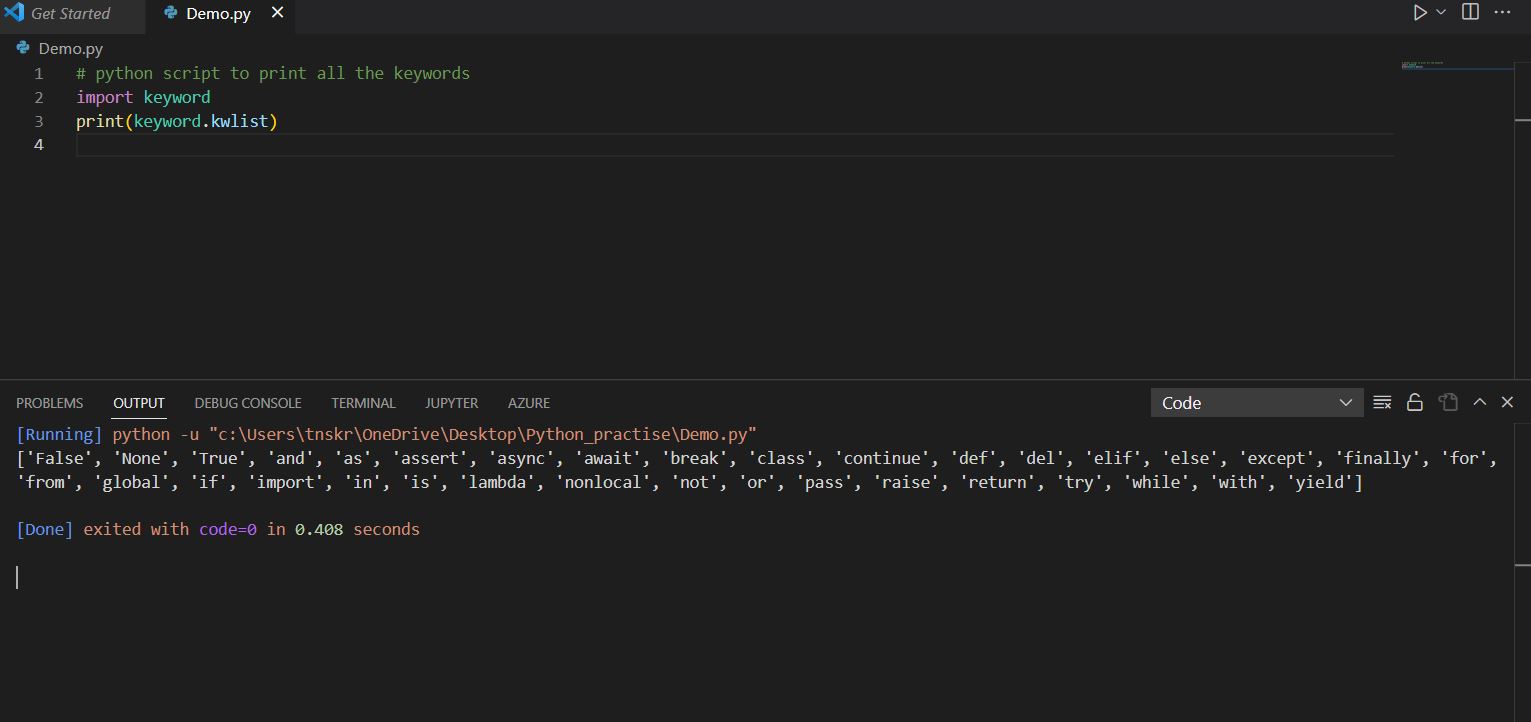 Get Started Demo.py
Demo.py
1 # python script to print all the keywords
2 import keyword
3 print(keyword.kwlist)
4
PROBLEMS OUTPUT DEBUG CONSOLE TERMINAL JUPYTER AZURE Code
[Running] python -u "c:\Users\tnskr\OneDrive\Desktop\Python_practise\Demo.py"
['False', 'None', 'True', 'and', 'as', 'assert', 'async', 'await', 'break', 'class', 'continue', 'def', 'del', 'elif', 'else', 'except', 'finally', 'for',
'from', 'global', 'if', 'import', 'in', 'is', 'lambda', 'nonlocal', 'not', 'or', 'pass', 'raise', 'return', 'try', 'while', 'with', 'yield']
[Done] exited with code=0 in 0.408 seconds